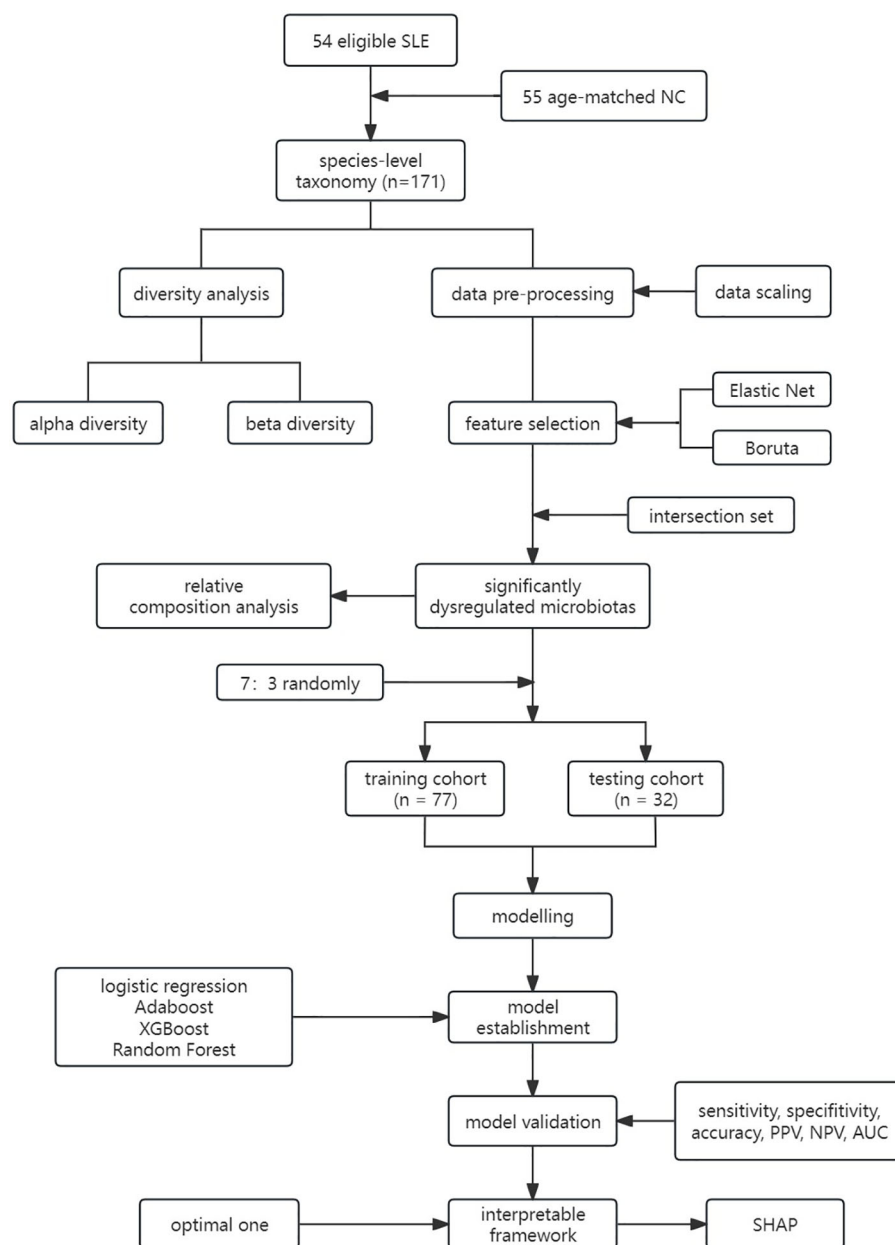 54 eligible SLE
55 age-matched NC
species-level
taxonomy (n=171)
diversity analysis
data pre-processing
data scaling
alpha diversity
beta diversity
feature selection
Elastic Net
Boruta
intersection set
relative
composition analysis
significantly
dysregulated microbiotas
7：3 randomly
training cohort
(n = 77)
testing cohort
(n = 32)
modelling
logistic regression
Adaboost
XGBoost
Random Forest
model
establishment
model validation
sensitivity, specifitivity,
accuracy, PPV, NPV, AUC
optimal one
interpretable
framework
SHAP